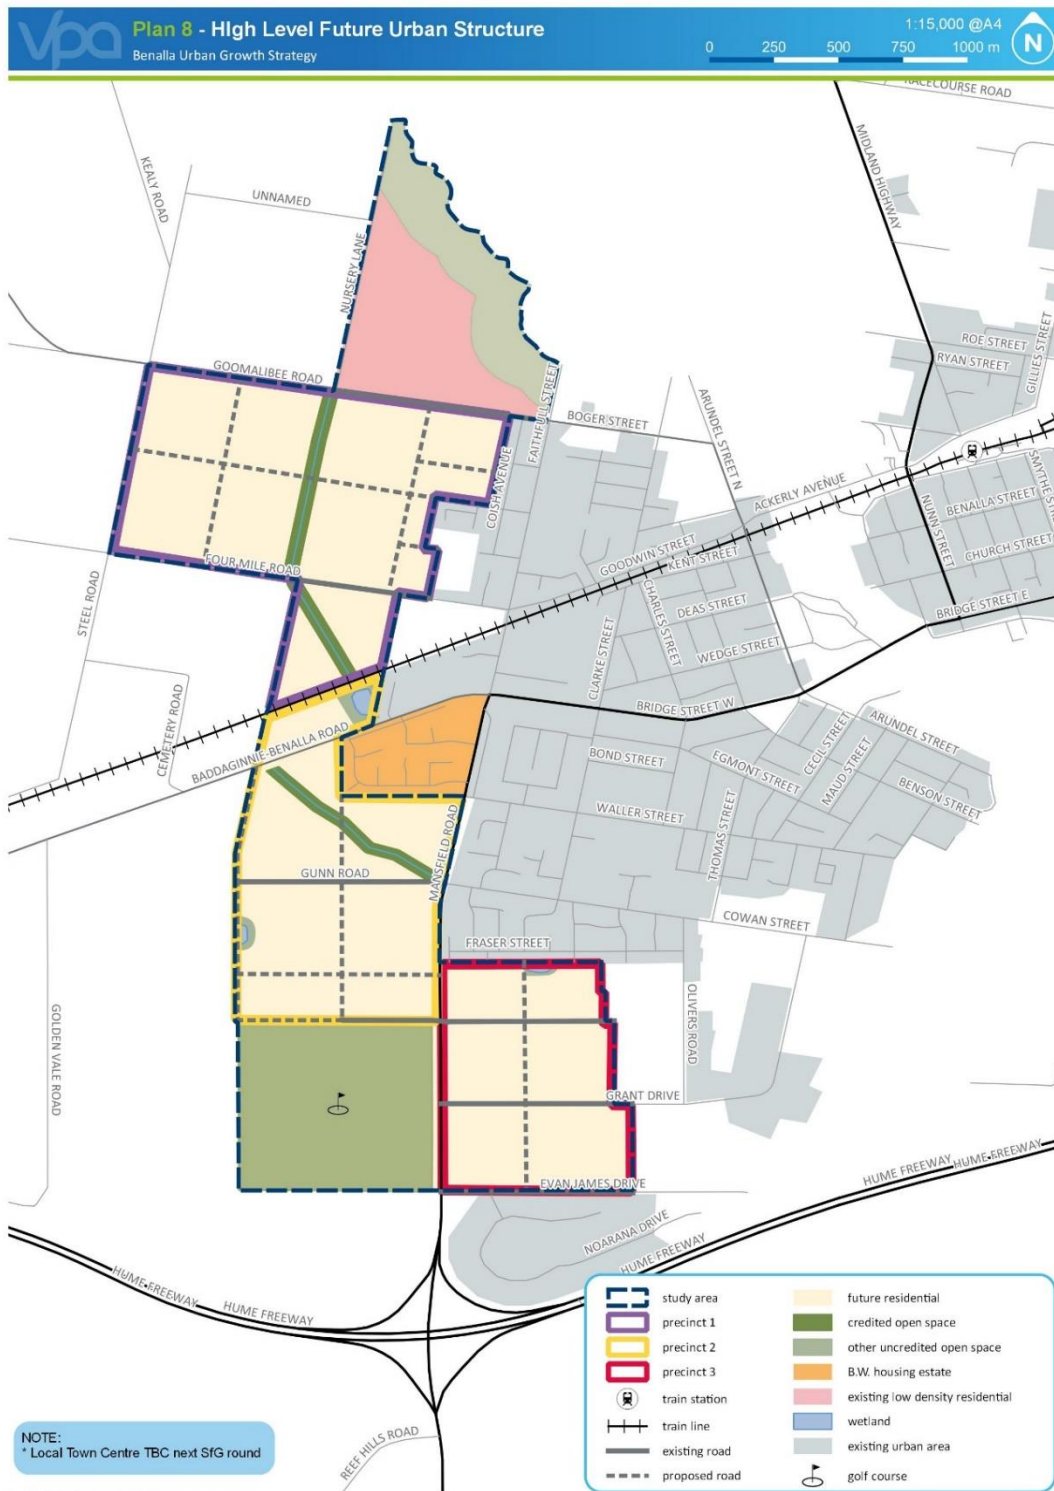 vpa
Plan 8 - HIgh Level Future Urban Structure
Benalla Urban Growth Strategy
1:15,000 @A4
0 250 500 750 1000 m
N
RACECOURSE ROAD
KEALY ROAD
MIDLAND HIGHWAY
UNNAMED
NURSERY LANE
ROE STREET
RYAN STREET
GILLIES STREET
GOOMALIBEE ROAD
FAITHFULL STREET
BOGER STREET
ARUNDEL STREET N
COISH AVENUE
ACKERLY AVENUE
SMYTHE STREET
BENALLA STREET
NUNN STREET
CHURCH STREET
GOODWIN STREET
KENT STREET
FOUR MILE ROAD
STEEL ROAD
CHARLES STREET
DEAS STREET
BRIDGE STREET E
WEDGE STREET
CLARKE STREET
CEMETERY ROAD
BRIDGE STREET W
BADDAGINNIE-BENALLA ROAD
ARUNDEL STREET
CECIL STREET
BOND STREET
EGMONT STREET
MAUD STREET
BENSON STREET
WALLER STREET
MANSFIELD ROAD
THOMAS STREET
GUNN ROAD
COWAN STREET
FRASER STREET
GOLDEN VALE ROAD
OLIVERS ROAD
GRANT DRIVE
EVAN JAMES DRIVE
HUME FREEWAY
HUME FREEWAY
NOARANA DRIVE
HUME FREEWAY
HUME FREEWAY
HUME FREEWAY
REEF HILLS ROAD
NOTE:
* Local Town Centre TBC next SfG round
study area
precinct 1
precinct 2
precinct 3
train station
train line
existing road
proposed road
future residential
credited open space
other uncredited open space
B.W. housing estate
existing low density residential
wetland
existing urban area
golf course